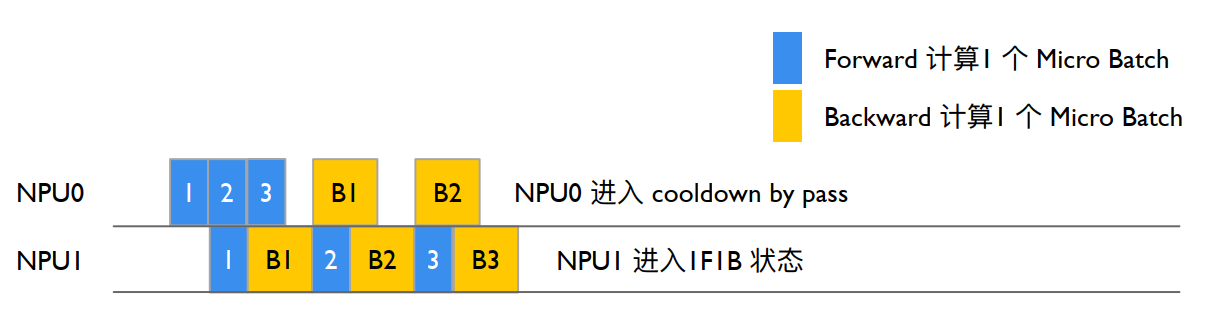 Forward 计算1 个 Micro Batch
Backward 计算1 个 Micro Batch
NPU0 1 2 3 B1 B2 NPU0 进入 cooldown by pass
NPU1 1 B1 2 B2 3 B3 NPU1 进入1F1B 状态